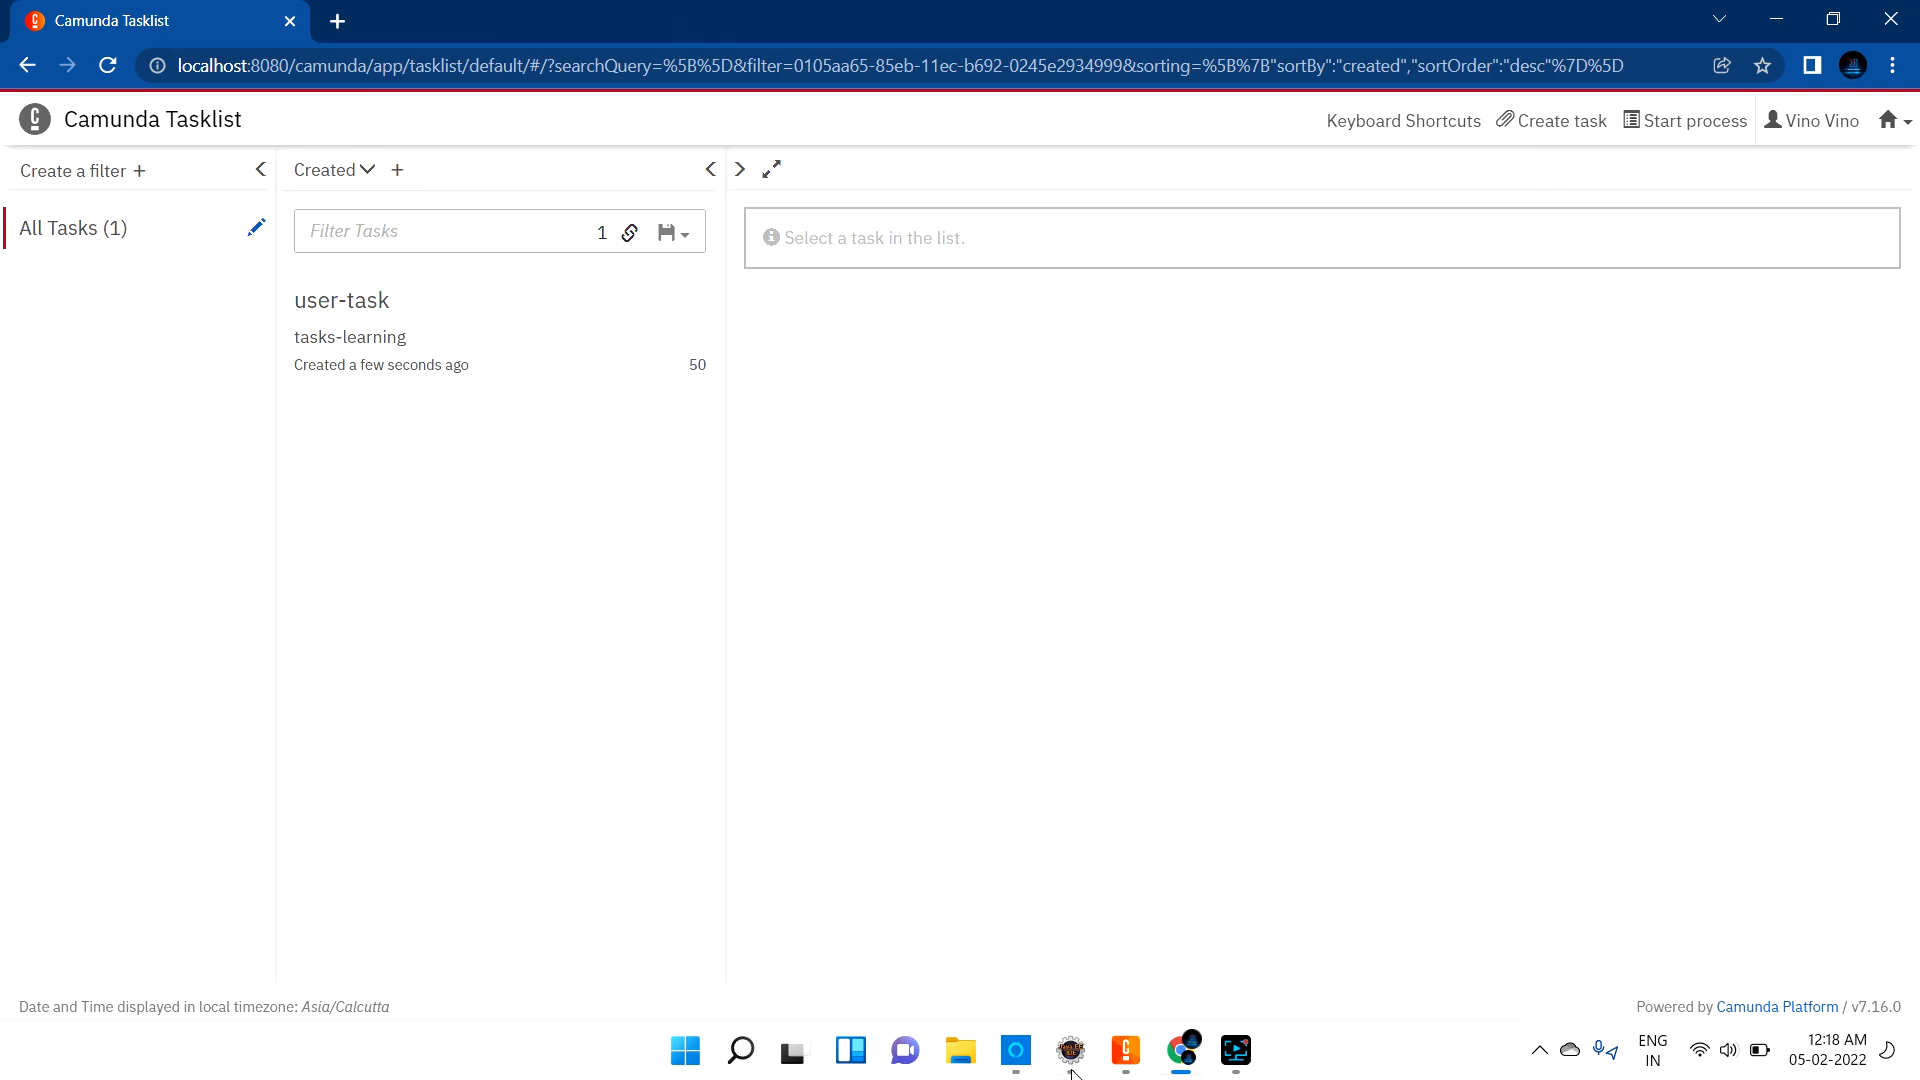 Camunda Tasklist
localhost:8080/camunda/app/tasklist/default/#/?searchQuery=%5B%5D&filter=0105aa65-85eb-11ec-b692-0245e2934999&sorting=%5B%7B"sortBy":"created","sortOrder":"desc"%7D%5D
Camunda Tasklist
Keyboard Shortcuts
Create task
Start process
Vino Vino
Create a filter +
Created
+
All Tasks (1)
Filter Tasks
1
Select a task in the list.
user-task
tasks-learning
Created a few seconds ago
50
Date and Time displayed in local timezone: Asia/Calcutta
Powered by Camunda Platform / v7.16.0
ENG
IN
12:18 AM
05-02-2022